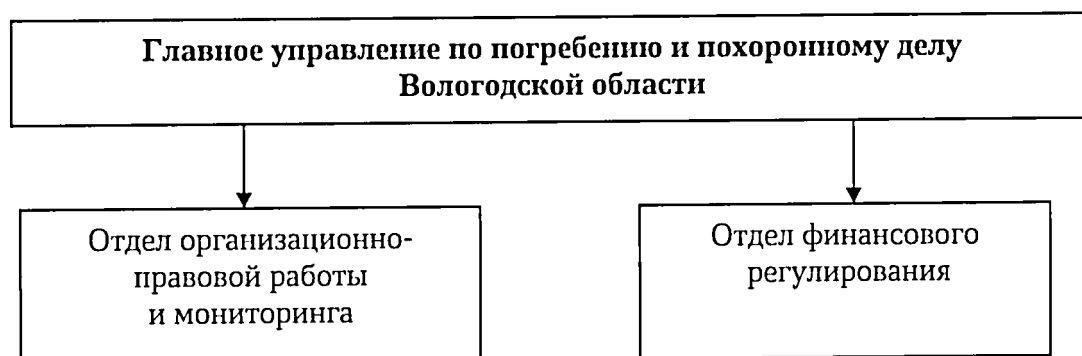 Главное управление по погребению и похоронному делу
Вологодской области
Отдел организационно-
правовой работы
и мониторинга
Отдел финансового
регулирования